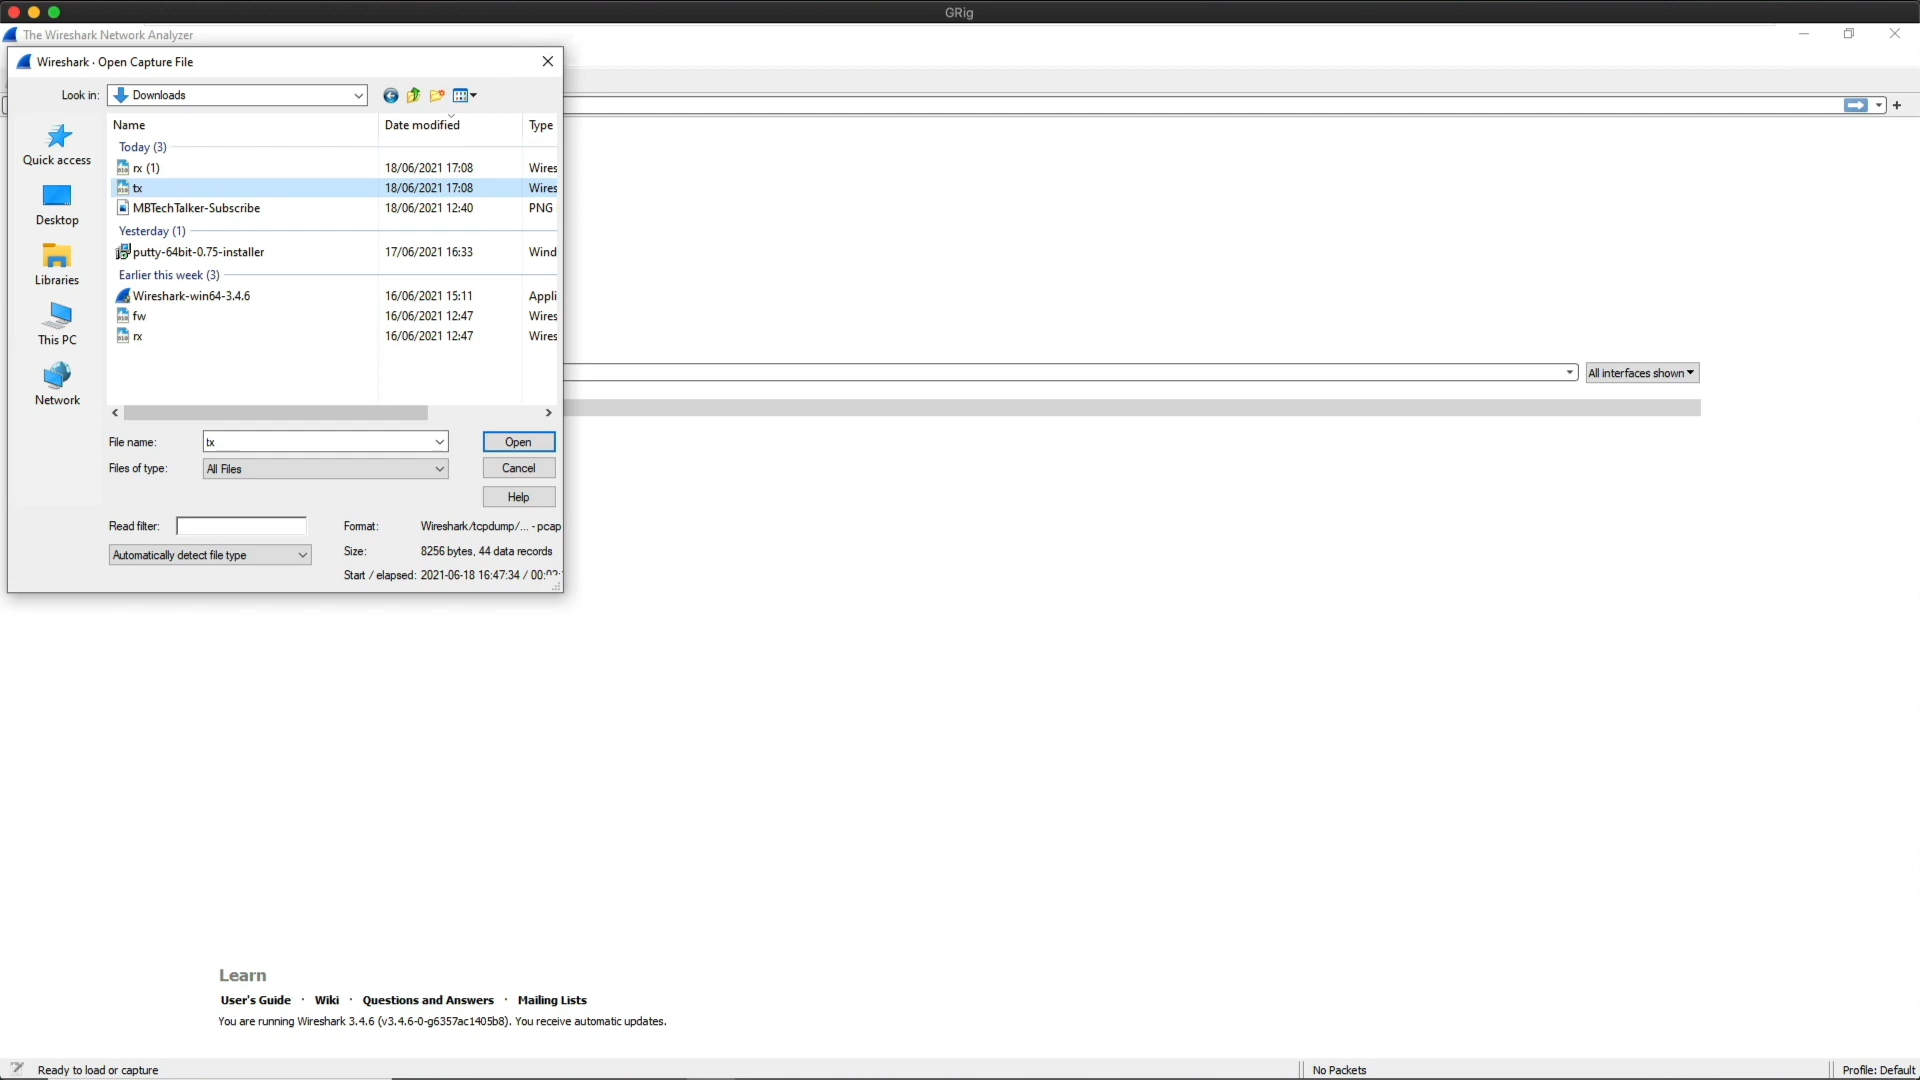 GRig
The Wireshark Network Analyzer
Wireshark · Open Capture File
Look in: Downloads
Name Date modified Type
Today (3)
rx (1) 18/06/2021 17:08 Wires
tx 18/06/2021 17:08 Wires
MBTechTalker-Subscribe 18/06/2021 12:40 PNG
Yesterday (1)
putty-64bit-0.75-installer 17/06/2021 16:33 Wind
Earlier this week (3)
Wireshark-win64-3.4.6 16/06/2021 15:11 Appli
fw 16/06/2021 12:47 Wires
rx 16/06/2021 12:47 Wires
Quick access
Desktop
Libraries
This PC
Network
All interfaces shown
File name: tx Open
Files of type: All Files Cancel
Help
Read filter: Format: Wireshark/tcpdump/... - pcap
Automatically detect file type Size: 8256 bytes, 44 data records
Start / elapsed: 2021-06-18 16:47:34 / 00:02:
Learn
User's Guide · Wiki · Questions and Answers · Mailing Lists
You are running Wireshark 3.4.6 (v3.4.6-0-g6357ac1405b8). You receive automatic updates.
Ready to load or capture No Packets Profile: Default